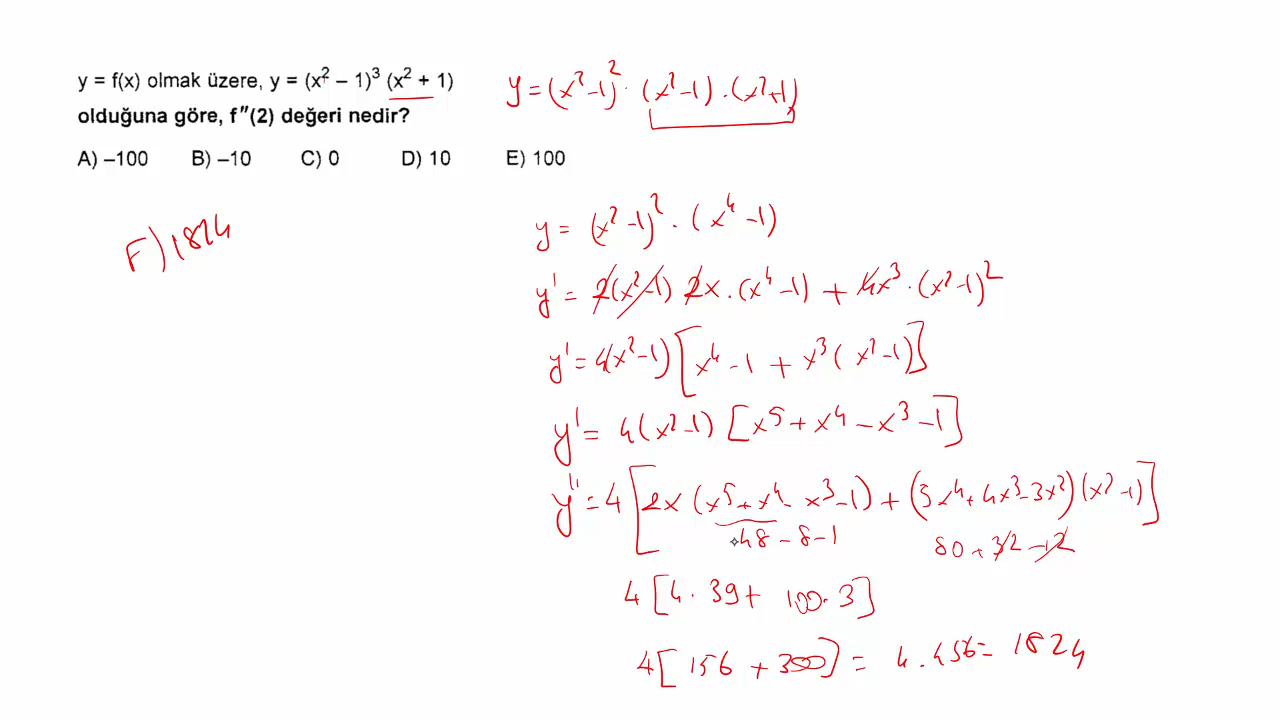 y = f(x) olmak üzere, y = (x² – 1)³ (x² + 1)
olduğuna göre, f″(2) değeri nedir?
A) –100 B) –10 C) 0 D) 10 E) 100
F) 1824
y = (x² -1)² · (x² -1) · (x² +1)
y = (x² -1)² · (x⁴ -1)
y' = 2(x² -1) 2x · (x⁴ -1) + 4x³ · (x² -1)²
y' = 4(x² -1) [x⁴ -1 + x³ (x² -1)]
y' = 4(x² -1) [x⁵ + x⁴ - x³ -1]
y'' = 4 [2x (x⁵ + x⁴ - x³ -1) + (5x⁴ + 4x³ - 3x²) (x² -1)]
48 - 8 - 1 80 + 32 - 12
4 [4 · 39 + 100 · 3]
4 [156 + 300] = 4 . 456 = 1824